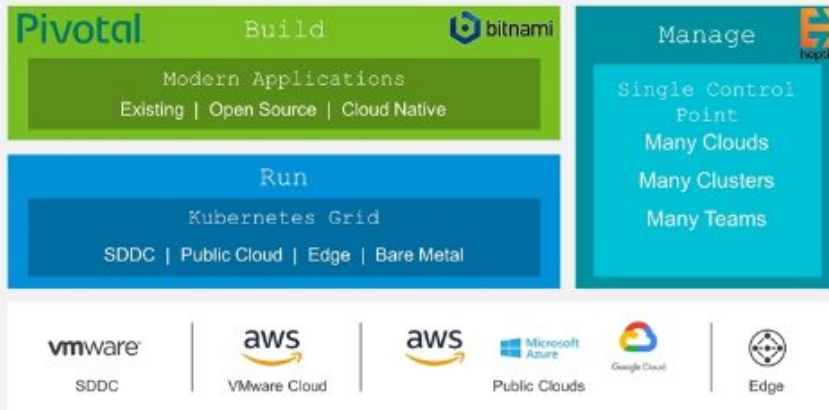 Pivotal
Build
bitnami
Modern Applications
Existing | Open Source | Cloud Native
Run
Kubernetes Grid
SDDC | Public Cloud | Edge | Bare Metal
Manage
hepti
Single Control
Point
Many Clouds
Many Clusters
Many Teams
vmware
SDDC
aws
VMware Cloud
aws
Microsoft
Azure
Google Cloud
Public Clouds
Edge